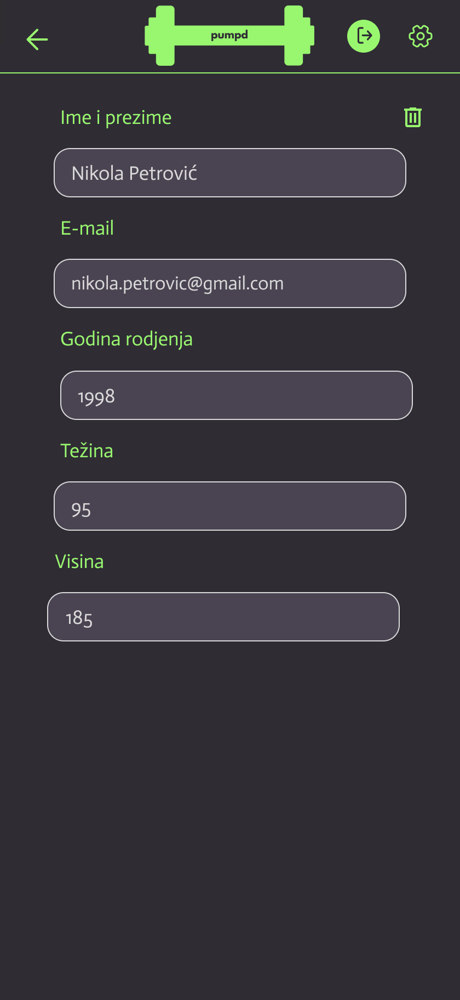 pumpd
Ime i prezime
Nikola Petrović
E-mail
nikola.petrovic@gmail.com
Godina rodjenja
1998
Težina
95
Visina
185